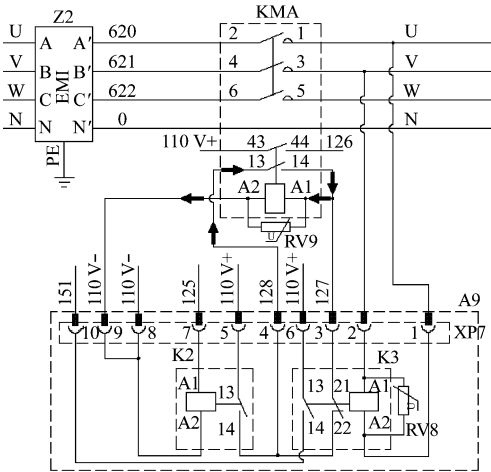 Z2 KMA
U A A′ 620 2 1 U
V B B′ 621 4 3 V
W C C′ 622 6 5 W
N N N′ 0 N
EMI
PE
110 V+ 43 44 126
13 14
A2 A1
U
RV9
151 110 V− 110 V− 125 110 V+ 128 110 V+ 127
A9
10 9 8 7 5 4 6 3 2 1 XP7
K2 K3
A1 13 13 21 A1
A2 14 14 22 A2
U
RV8